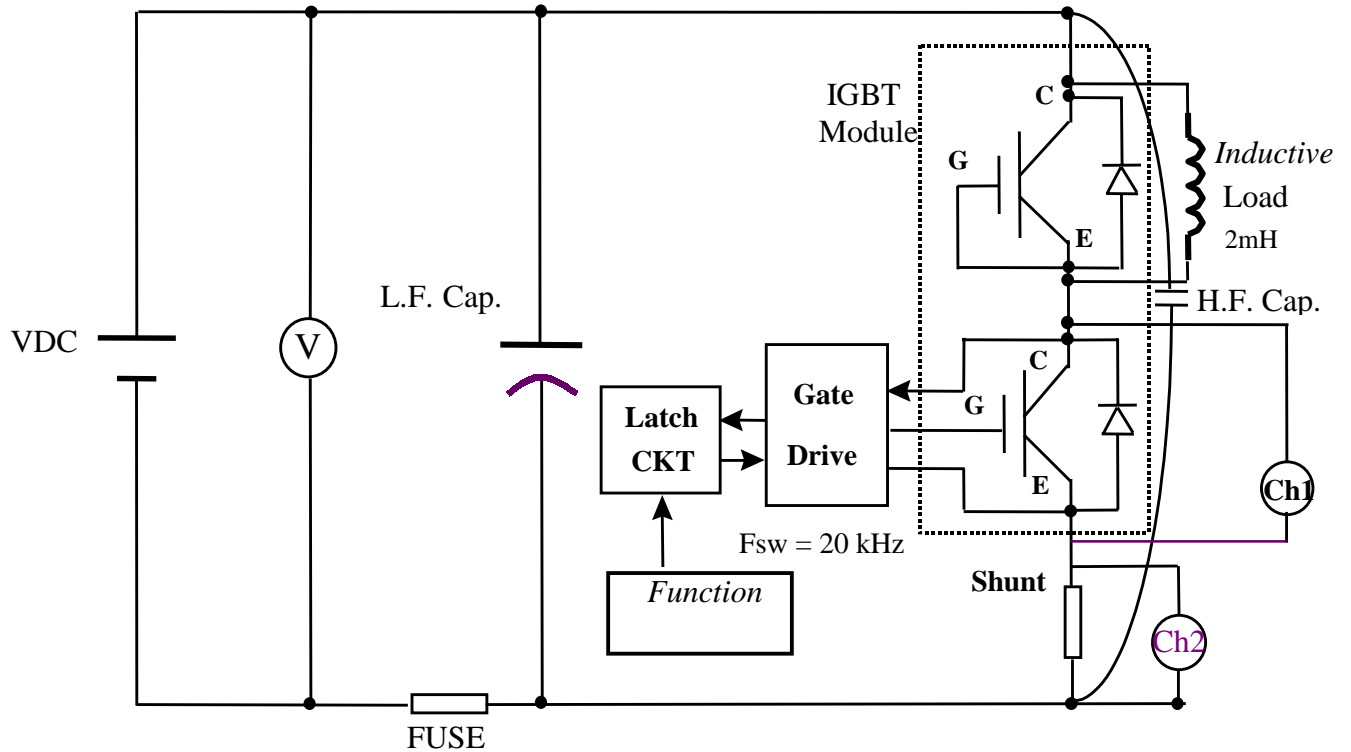 IGBT
Module
C
G
E
Inductive
Load
2mH
L.F. Cap.
H.F. Cap.
VDC
V
Gate
Drive
Latch
CKT
C
G
E
Ch1
Fsw = 20 kHz
Function
Shunt
Ch2
FUSE